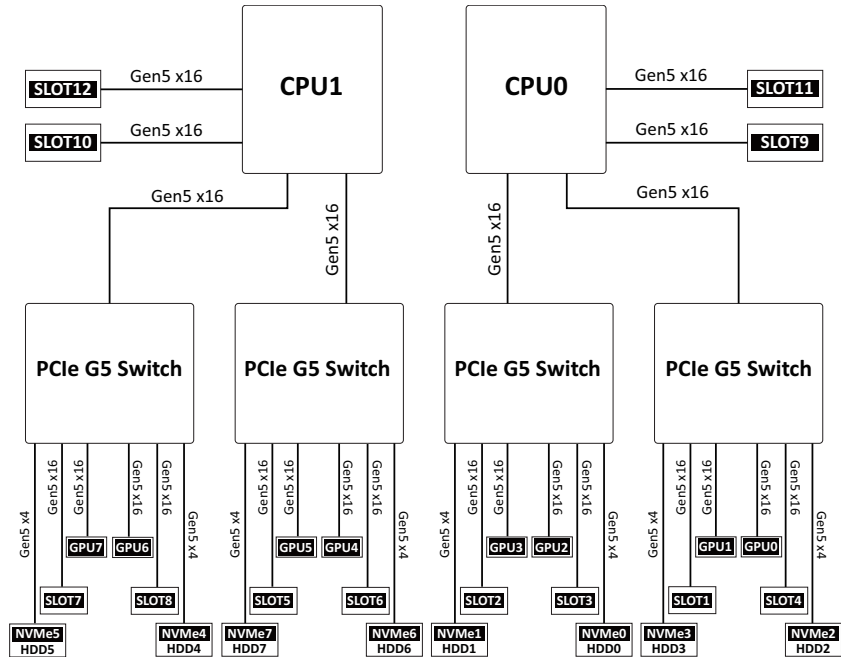 CPU1
CPU0
Gen5 x16
SLOT12
Gen5 x16
SLOT10
Gen5 x16
SLOT11
Gen5 x16
SLOT9
Gen5 x16
Gen5 x16
Gen5 x16
Gen5 x16
PCIe G5 Switch
PCIe G5 Switch
PCIe G5 Switch
PCIe G5 Switch
Gen5 x4
Gen5 x16
Gen5 x16
Gen5 x16
Gen5 x16
Gen5 x4
GPU7
GPU6
SLOT7
SLOT8
NVMe5
HDD5
NVMe4
HDD4
Gen5 x4
Gen5 x16
Gen5 x16
Gen5 x16
Gen5 x16
Gen5 x4
GPU5
GPU4
SLOT5
SLOT6
NVMe7
HDD7
NVMe6
HDD6
Gen5 x4
Gen5 x16
Gen5 x16
Gen5 x16
Gen5 x16
Gen5 x4
GPU3
GPU2
SLOT2
SLOT3
NVMe1
HDD1
NVMe0
HDD0
Gen5 x4
Gen5 x16
Gen5 x16
Gen5 x16
Gen5 x16
Gen5 x4
GPU1
GPU0
SLOT1
SLOT4
NVMe3
HDD3
NVMe2
HDD2